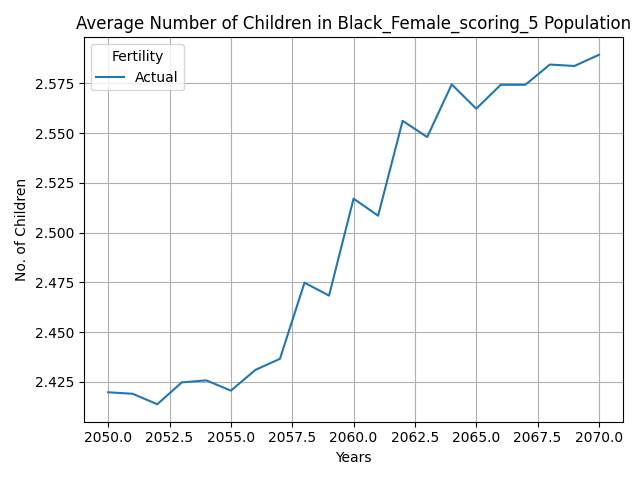 Average Number of Children in Black_Female_scoring_5 Population
Fertility
Actual
No. of Children
2.575
2.550
2.525
2.500
2.475
2.450
2.425
2050.0 2052.5 2055.0 2057.5 2060.0 2062.5 2065.0 2067.5 2070.0
Years